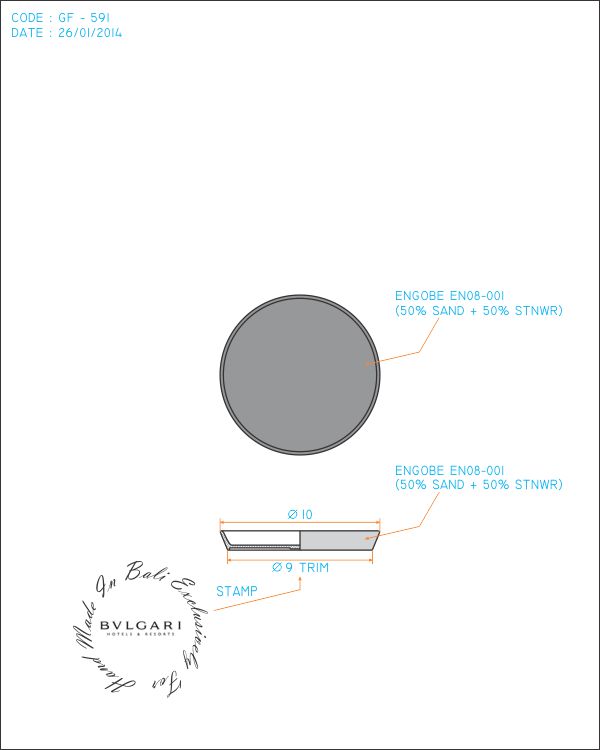 CODE : GF - 591
DATE : 26/01/2014
ENGOBE EN08-001
(50% SAND + 50% STNWR)
ENGOBE EN08-001
(50% SAND + 50% STNWR)
Ø 10
Ø 9 TRIM
STAMP
Hand Made In Bali Exclusively For
BVLGARI
HOTELS & RESORTS